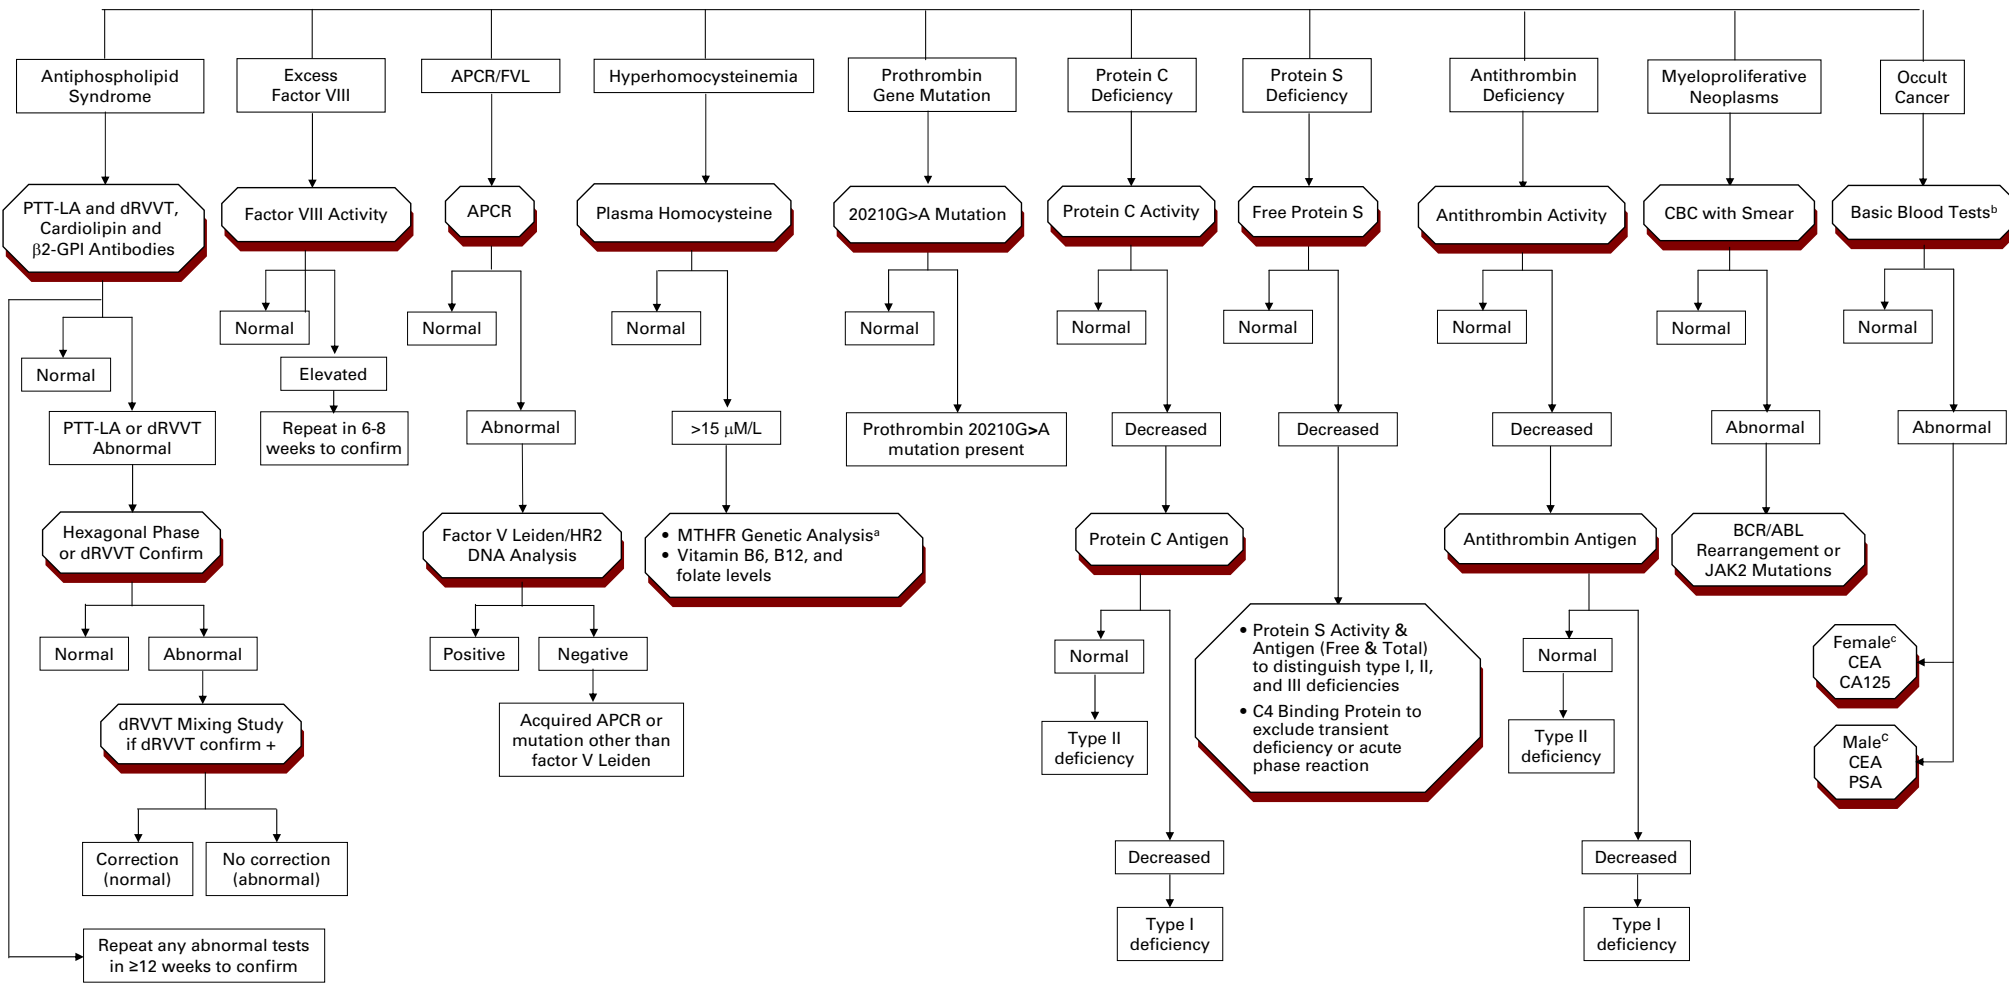 Antiphospholipid
Syndrome
Excess
Factor VIII
APCR/FVL
Hyperhomocysteinemia
Prothrombin
Gene Mutation
Protein C
Deficiency
Protein S
Deficiency
Antithrombin
Deficiency
Myeloproliferative
Neoplasms
Occult
Cancer
PTT-LA and dRVVT,
Cardiolipin and
β2-GPI Antibodies
Factor VIII Activity
APCR
Plasma Homocysteine
20210G>A Mutation
Protein C Activity
Free Protein S
Antithrombin Activity
CBC with Smear
Basic Blood Testsᵇ
Normal
Normal
Normal
Normal
Normal
Normal
Normal
Normal
Normal
Normal
Elevated
PTT-LA or dRVVT
Abnormal
Repeat in 6-8
weeks to confirm
Abnormal
>15 µM/L
Prothrombin 20210G>A
mutation present
Decreased
Decreased
Decreased
Abnormal
Abnormal
Hexagonal Phase
or dRVVT Confirm
Factor V Leiden/HR2
DNA Analysis
• MTHFR Genetic Analysisᵃ
• Vitamin B6, B12, and
folate levels
Protein C Antigen
Antithrombin Antigen
BCR/ABL
Rearrangement or
JAK2 Mutations
Normal
Abnormal
Positive
Negative
Normal
• Protein S Activity &
Antigen (Free & Total)
to distinguish type I, II,
and III deficiencies
• C4 Binding Protein to
exclude transient
deficiency or acute
phase reaction
Normal
Femaleᶜ
CEA
CA125
dRVVT Mixing Study
if dRVVT confirm +
Acquired APCR or
mutation other than
factor V Leiden
Type II
deficiency
Type II
deficiency
Maleᶜ
CEA
PSA
Correction
(normal)
No correction
(abnormal)
Decreased
Decreased
Type I
deficiency
Type I
deficiency
Repeat any abnormal tests
in ≥12 weeks to confirm